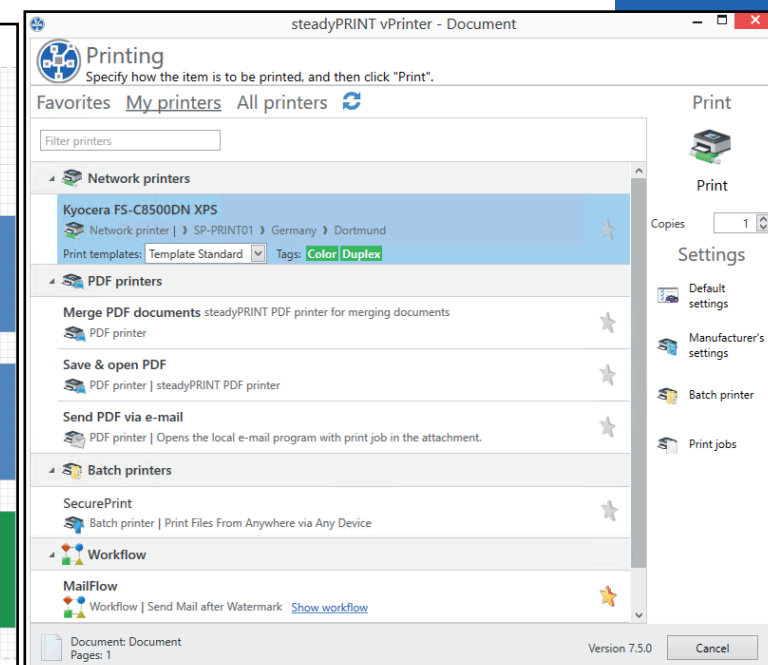 steadyPRINT vPrinter - Document
Printing
Specify how the item is to be printed, and then click "Print".
Favorites My printers All printers
Filter printers
Network printers
Kyocera FS-C8500DN XPS
Network printer | > SP-PRINT01 > Germany > Dortmund
Print templates: Template Standard Tags: Color Duplex
PDF printers
Merge PDF documents steadyPRINT PDF printer for merging documents
PDF printer
Save & open PDF
PDF printer | steadyPRINT PDF printer
Send PDF via e-mail
PDF printer | Opens the local e-mail program with print job in the attachment.
Batch printers
SecurePrint
Batch printer | Print Files From Anywhere via Any Device
Workflow
MailFlow
Workflow | Send Mail after Watermark Show workflow
Print
Print
Copies 1
Settings
Default
settings
Manufacturer's
settings
Batch printer
Print jobs
Document: Document
Pages: 1
Version 7.5.0
Cancel